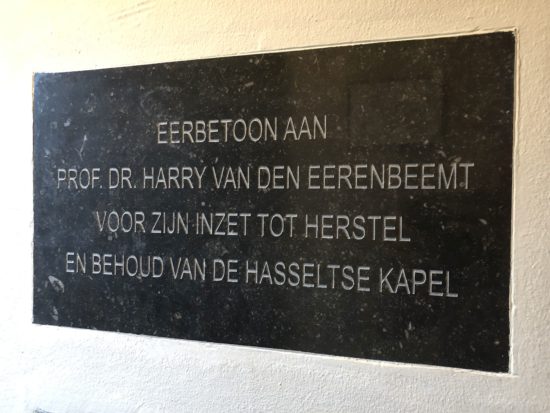 EERBETOON AAN
PROF. DR. HARRY VAN DEN EERENBEEMT
VOOR ZIJN INZET TOT HERSTEL
EN BEHOUD VAN DE HASSELTSE KAPEL